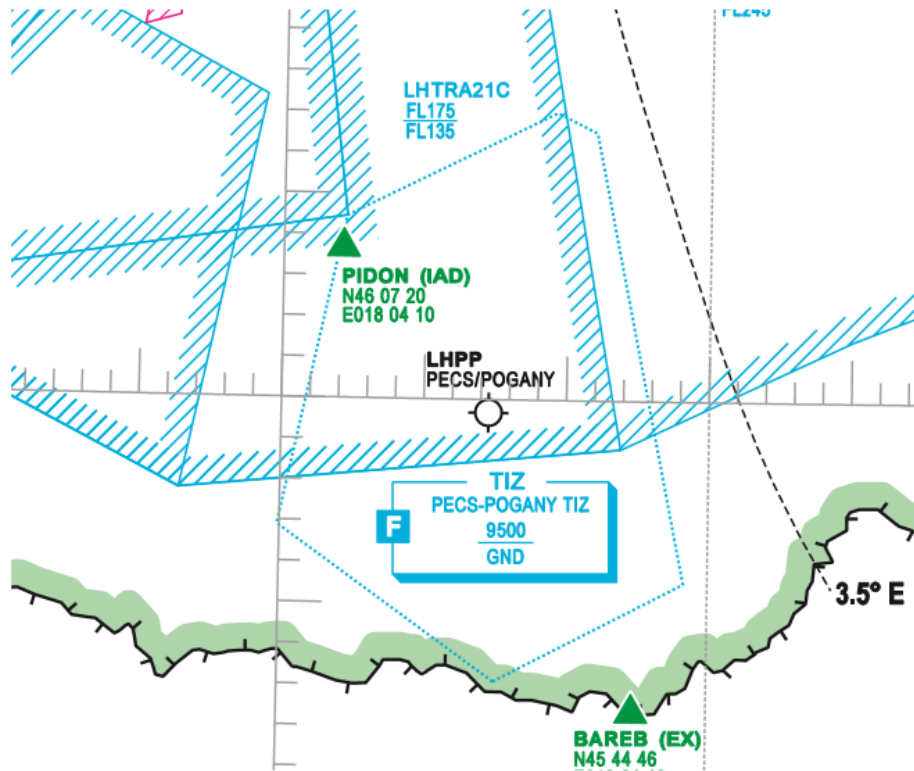 FL245
LHTRA21C
FL175
FL135
PIDON (IAD)
N46 07 20
E018 04 10
LHPP
PECS/POGANY
TIZ
PECS-POGANY TIZ
F
9500
GND
3.5° E
BAREB (EX)
N45 44 46